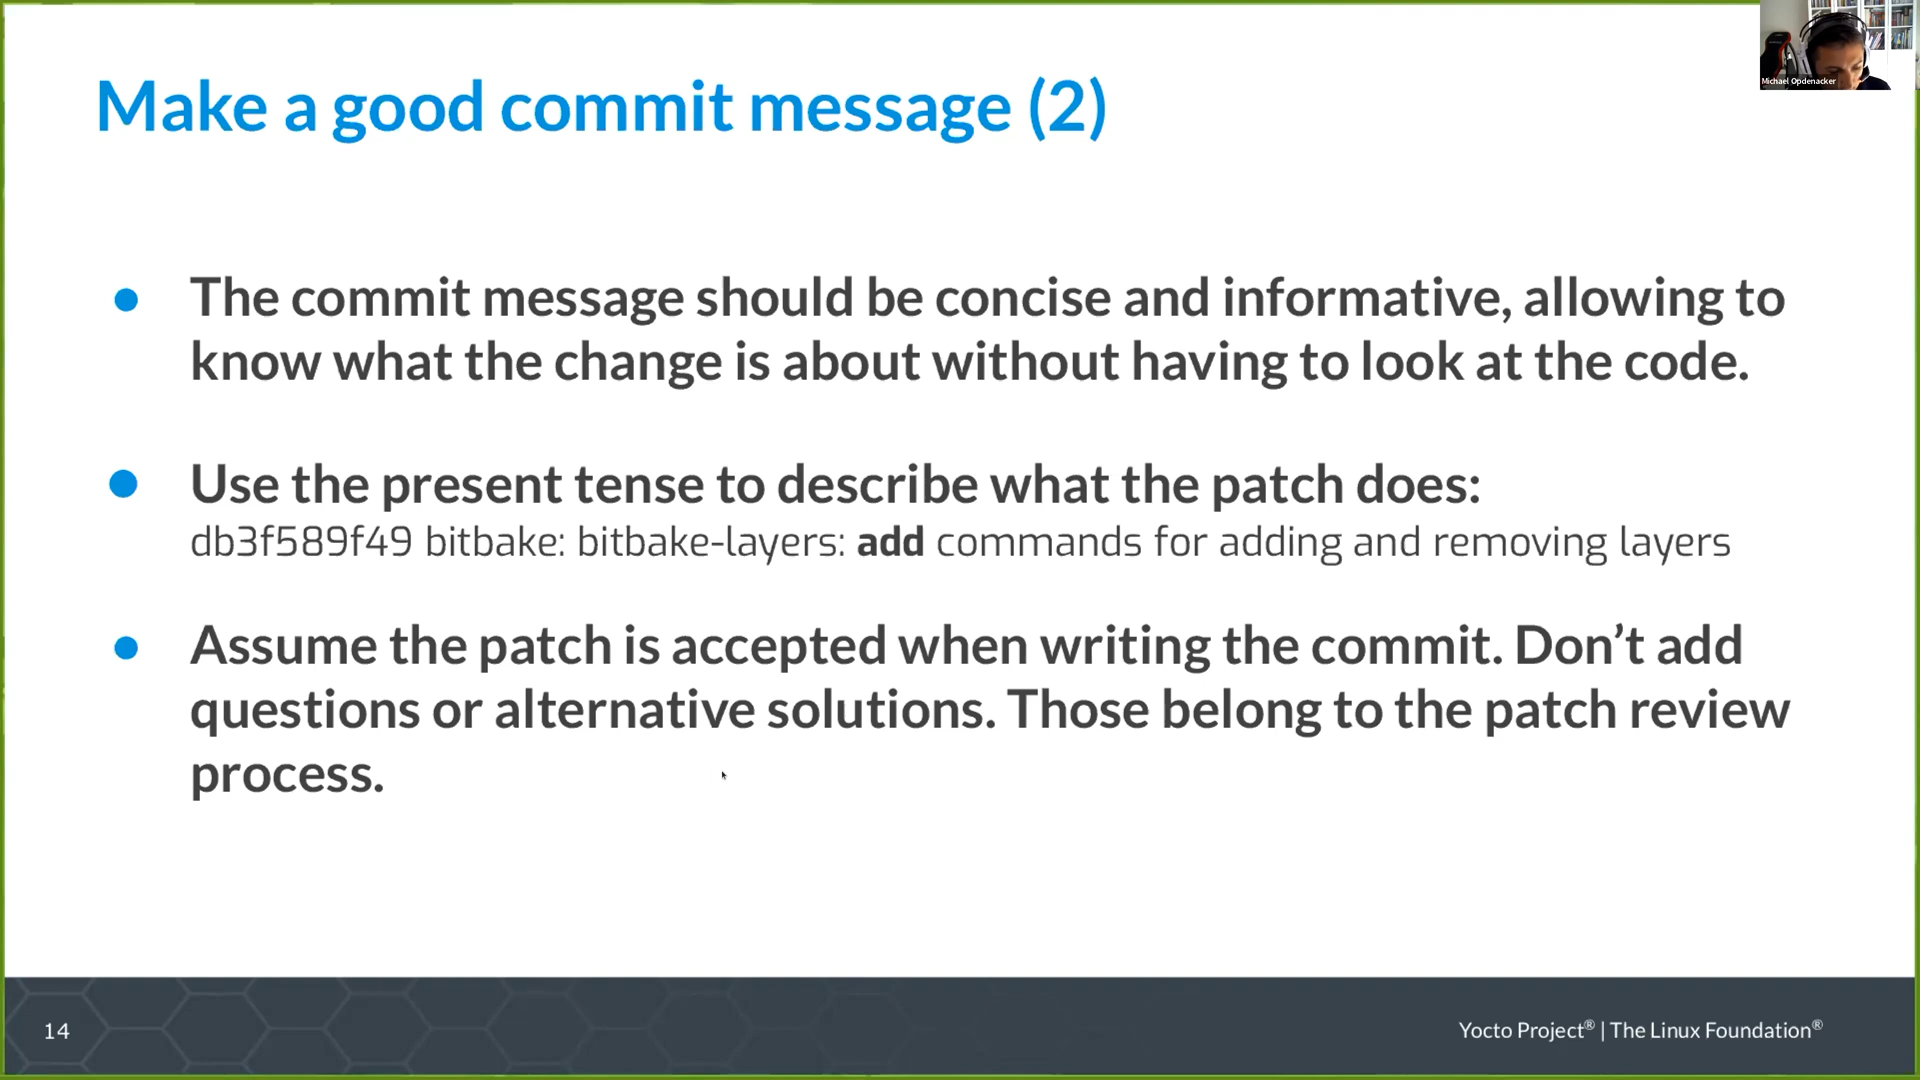 Michael Opdenacker
Make a good commit message (2)
● The commit message should be concise and informative, allowing to
know what the change is about without having to look at the code.
● Use the present tense to describe what the patch does:
db3f589f49 bitbake: bitbake-layers: add commands for adding and removing layers
● Assume the patch is accepted when writing the commit. Don’t add
questions or alternative solutions. Those belong to the patch review
process.
14
Yocto Project® | The Linux Foundation®